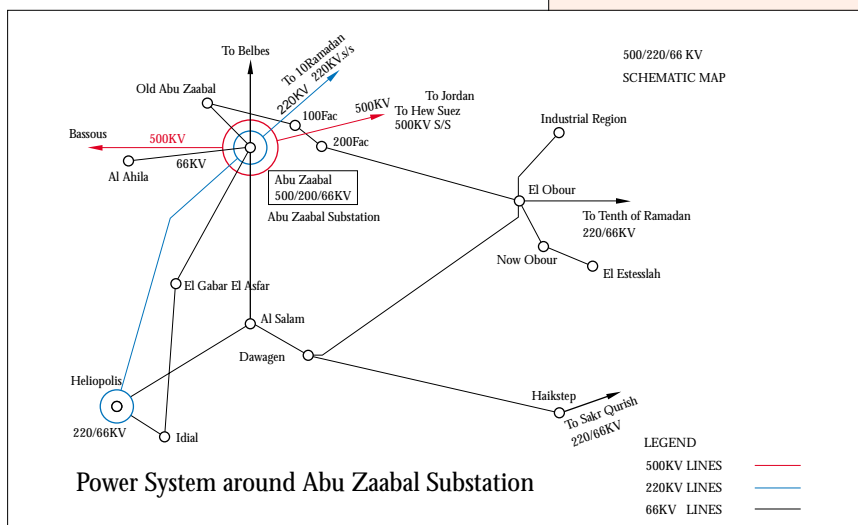 To Belbes
500/220/66 KV
SCHEMATIC MAP
To 10Ramadan
220KV 220KV.s/s
Old Abu Zaabal
To Jordan
To Hew Suez
500KV S/S
500KV
100Fac
200Fac
Industrial Region
Bassous
500KV
66KV
Al Ahila
Abu Zaabal
500/200/66KV
Abu Zaabal Substation
El Obour
To Tenth of Ramadan
220/66KV
Now Obour
El Estesslah
El Gabar El Asfar
Al Salam
Dawagen
Heliopolis
220/66KV
Idial
Haikstep
To Sakr Qurish
220/66KV
LEGEND
500KV LINES
220KV LINES
66KV LINES
Power System around Abu Zaabal Substation